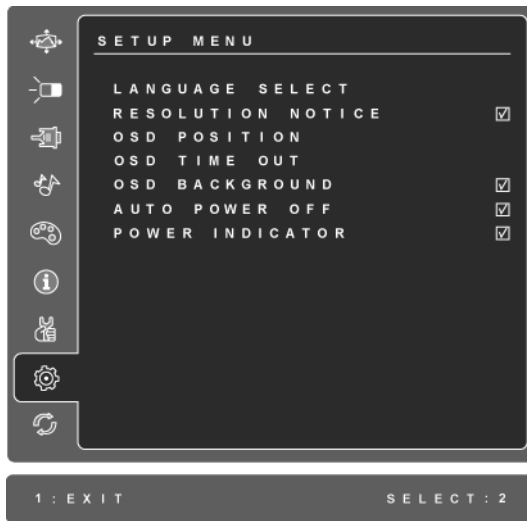 SETUP MENU
LANGUAGE SELECT
RESOLUTION NOTICE
OSD POSITION
OSD TIME OUT
OSD BACKGROUND
AUTO POWER OFF
POWER INDICATOR
1:EXIT SELECT:2